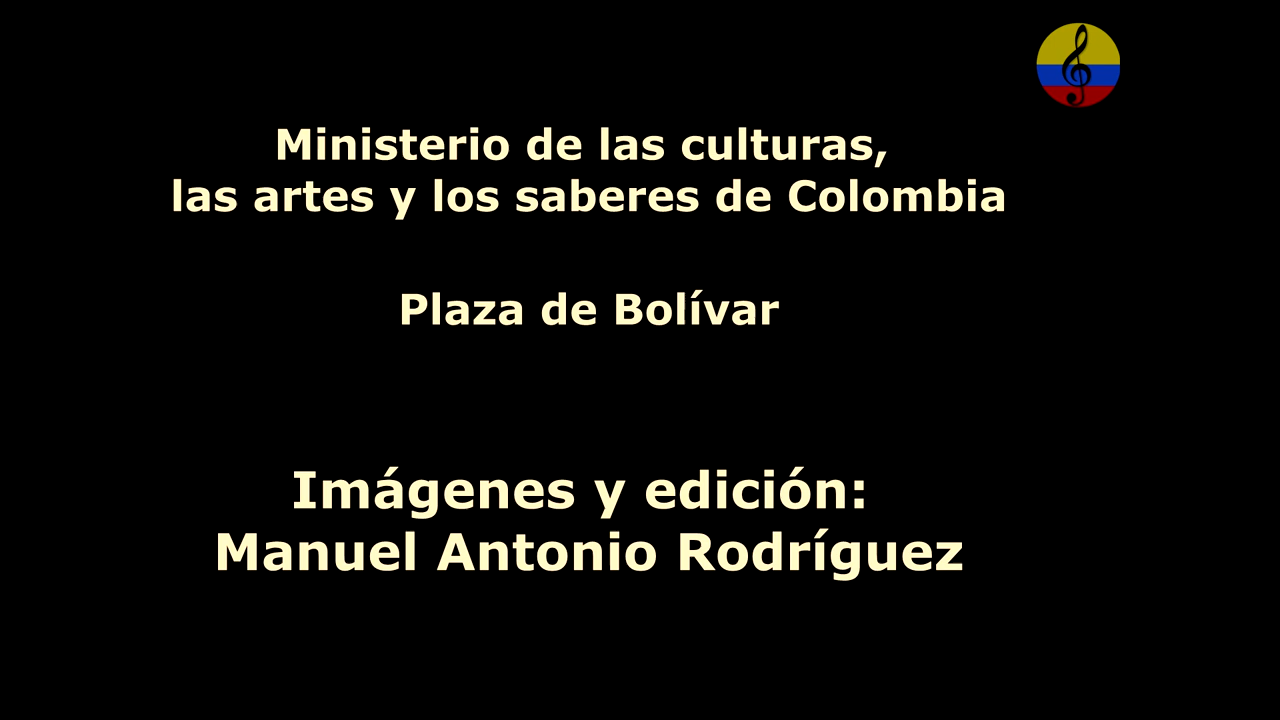 Ministerio de las culturas,
las artes y los saberes de Colombia
Plaza de Bolívar
Imágenes y edición:
Manuel Antonio Rodríguez